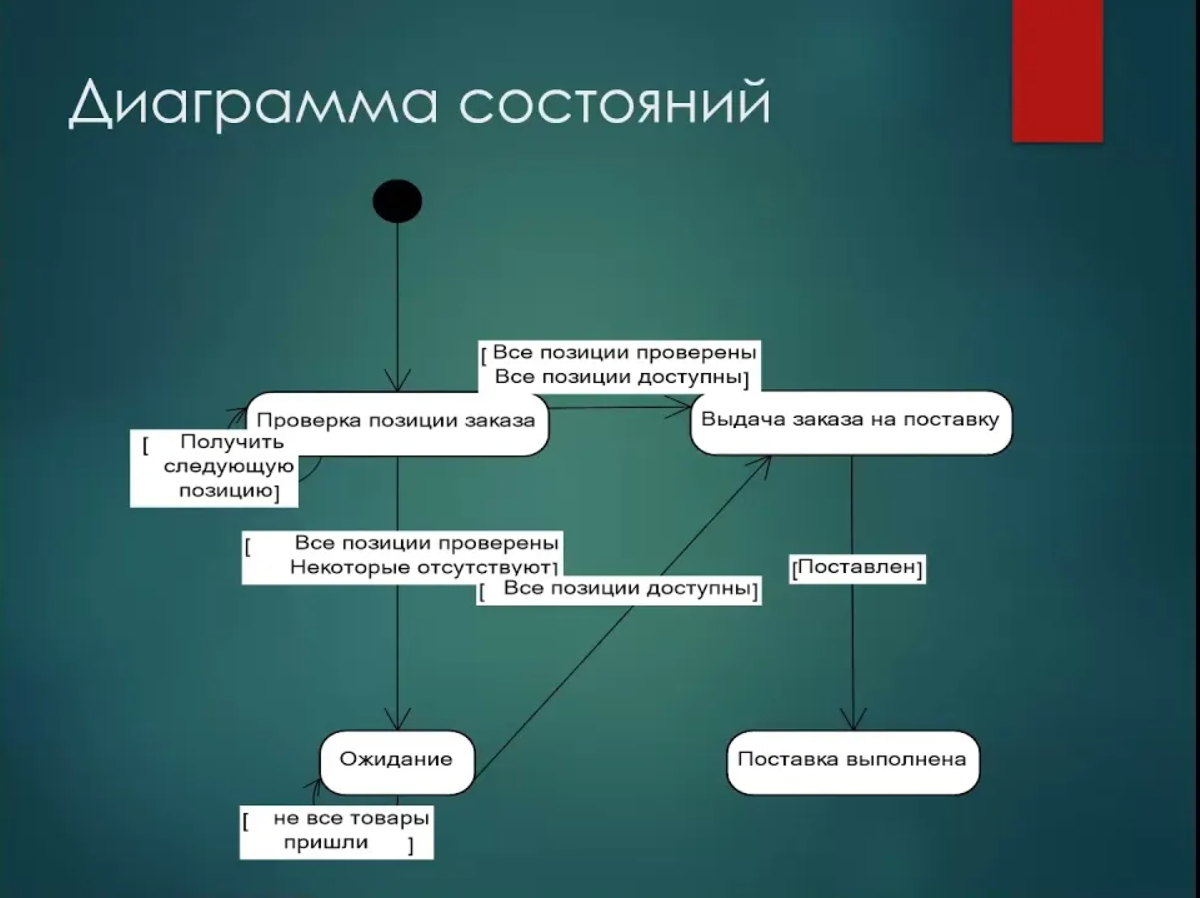 Диаграмма состояний
[ Все позиции проверены
Все позиции доступны]
Проверка позиции заказа
Выдача заказа на поставку
[ Получить
следующую
позицию]
[ Все позиции проверены
Некоторые отсутствуют]
[ Все позиции доступны]
[Поставлен]
Ожидание
Поставка выполнена
[ не все товары
пришли ]